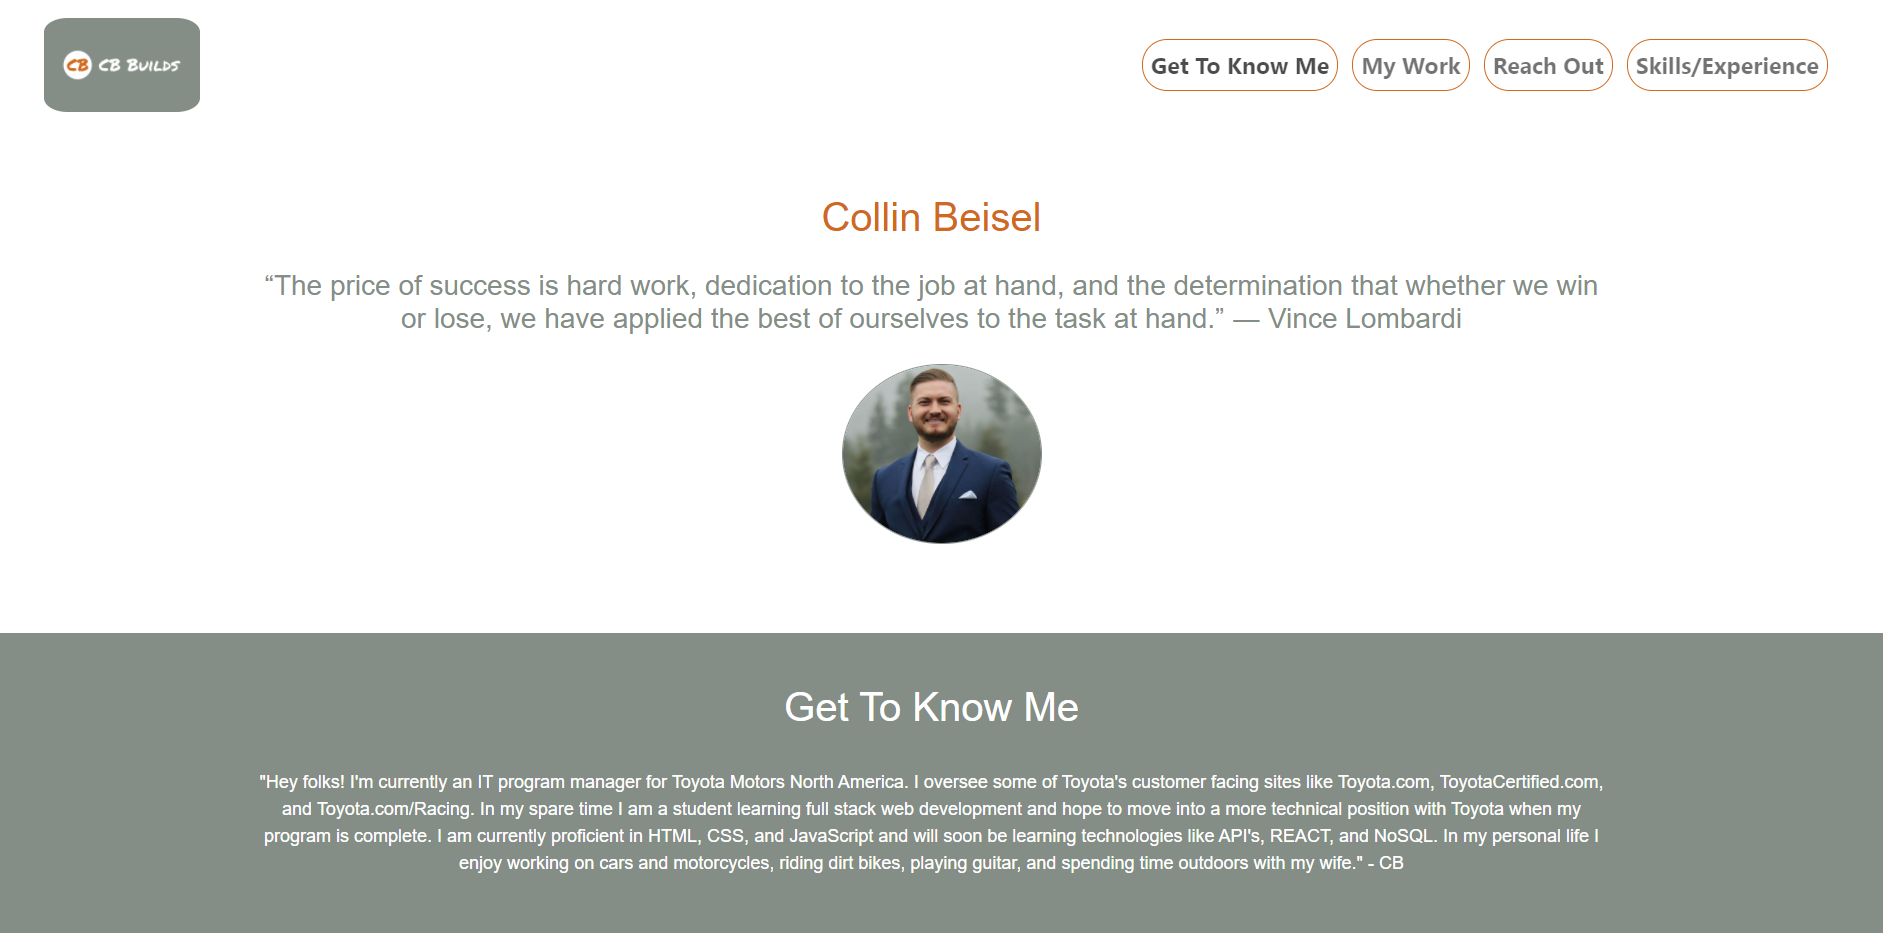 CB CB Builds
Get To Know Me
My Work
Reach Out
Skills/Experience
Collin Beisel
“The price of success is hard work, dedication to the job at hand, and the determination that whether we win
or lose, we have applied the best of ourselves to the task at hand.” — Vince Lombardi
Get To Know Me
"Hey folks! I'm currently an IT program manager for Toyota Motors North America. I oversee some of Toyota's customer facing sites like Toyota.com, ToyotaCertified.com,
and Toyota.com/Racing. In my spare time I am a student learning full stack web development and hope to move into a more technical position with Toyota when my
program is complete. I am currently proficient in HTML, CSS, and JavaScript and will soon be learning technologies like API's, REACT, and NoSQL. In my personal life I
enjoy working on cars and motorcycles, riding dirt bikes, playing guitar, and spending time outdoors with my wife." - CB